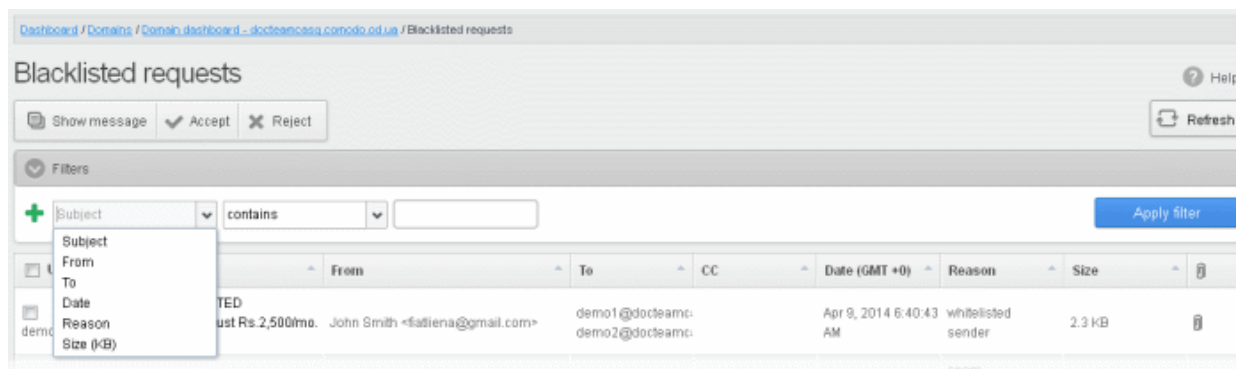 Dashboard / Domains / Domain dashboard - docteamcasg.comodo.od.ua / Blacklisted requests
Blacklisted requests
Help
Show message Accept Reject
Refresh
Filters
Subject contains
Apply filter
Subject
From
To
Date
Reason
Size (KB)
U From To CC Date (GMT +0) Reason Size
TED
ust Rs.2,500/mo.
demo
John Smith <fiatliena@gmail.com>
demo1@docteamc
demo2@docteamc
Apr 9, 2014 6:40:43
AM
whitelisted
sender
2.3 KB